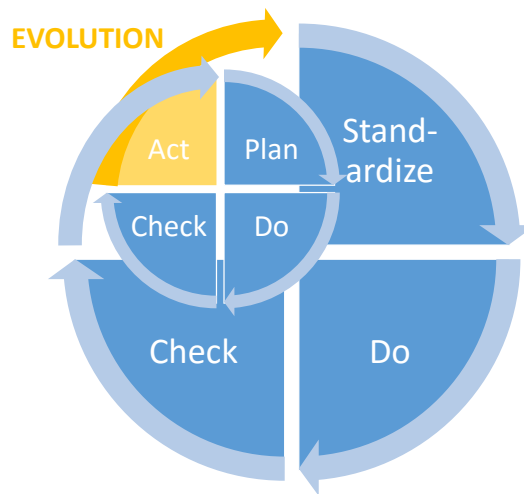 EVOLUTION
Act
Plan
Stand-
ardize
Check
Do
Check
Do